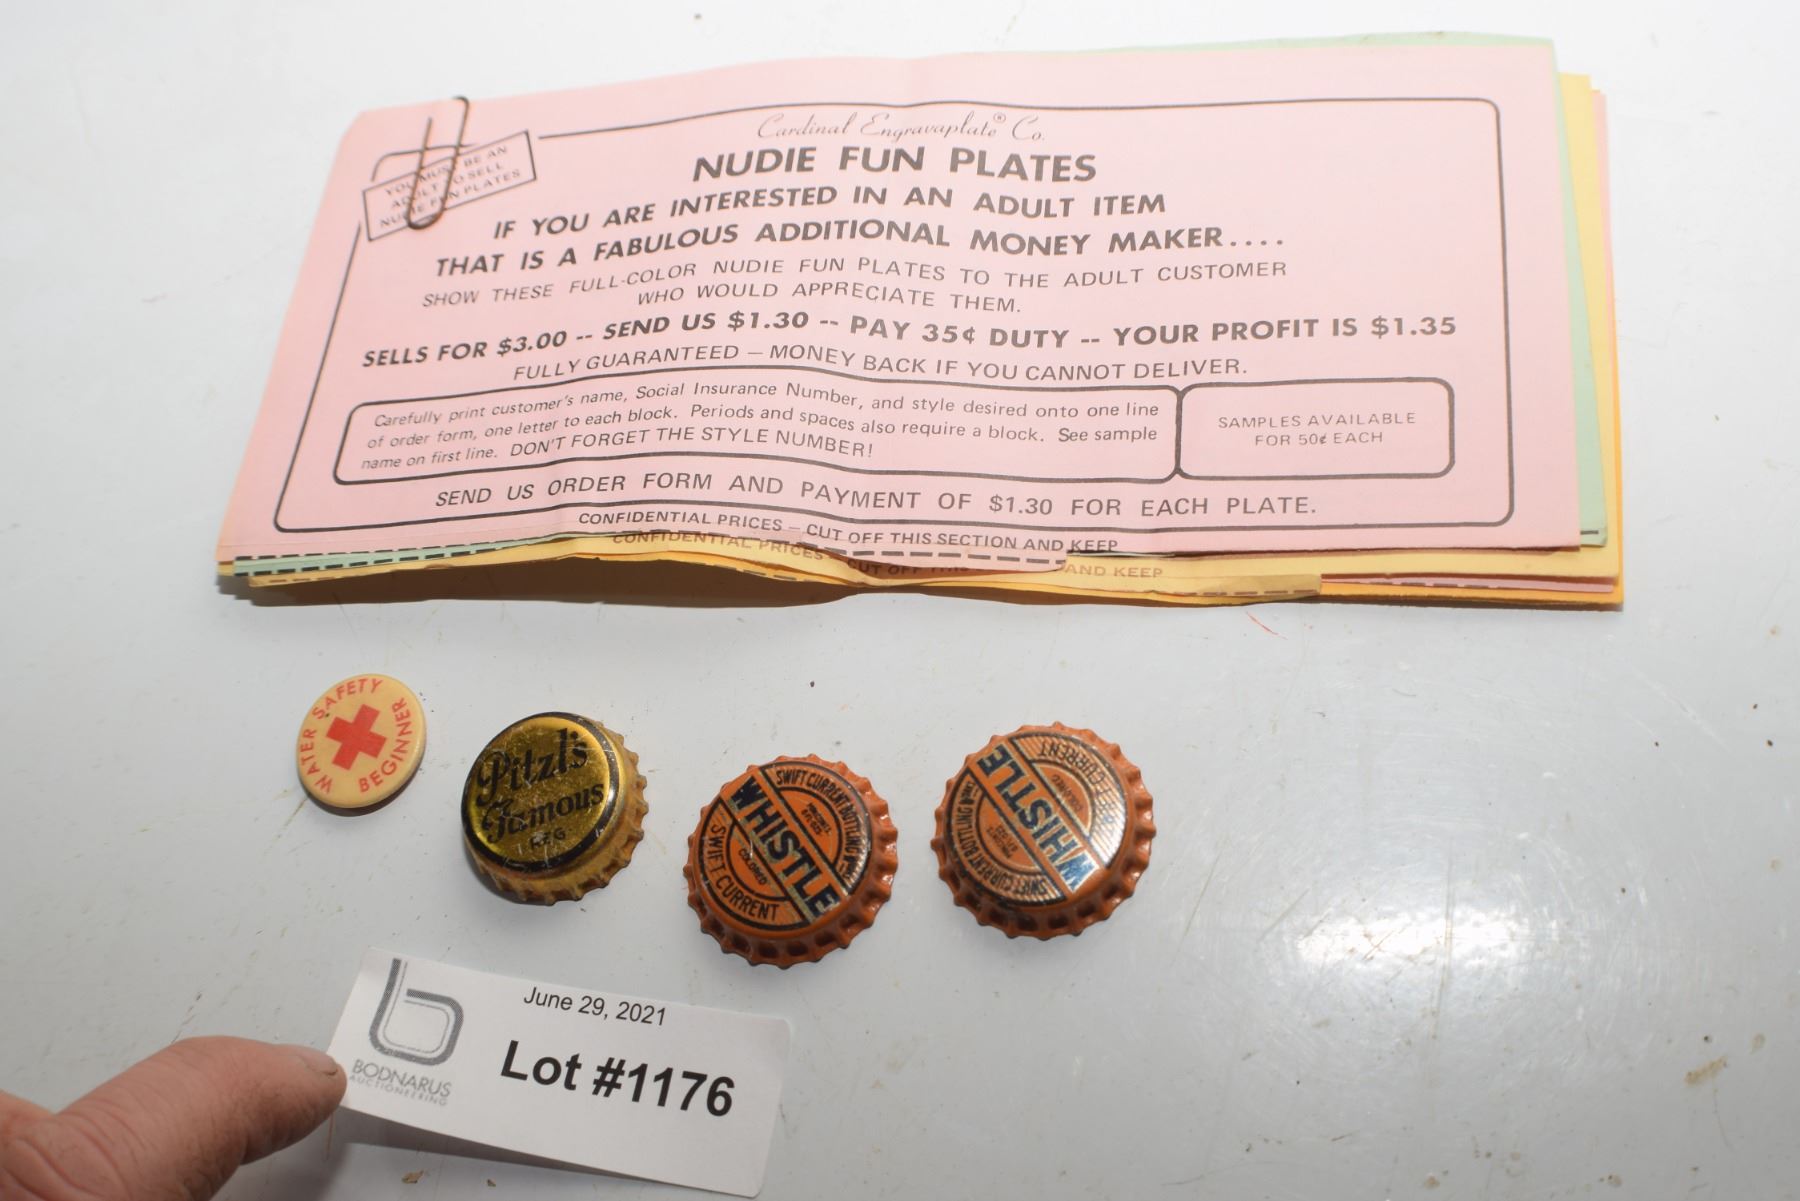 YOU MUST BE AN
ADULT TO SELL
NUDIE FUN PLATES
Cardinal Engravaplate® Co.
NUDIE FUN PLATES
IF YOU ARE INTERESTED IN AN ADULT ITEM
THAT IS A FABULOUS ADDITIONAL MONEY MAKER....
SHOW THESE FULL-COLOR NUDIE FUN PLATES TO THE ADULT CUSTOMER
WHO WOULD APPRECIATE THEM.
SELLS FOR $3.00 -- SEND US $1.30 -- PAY 35¢ DUTY -- YOUR PROFIT IS $1.35
FULLY GUARANTEED — MONEY BACK IF YOU CANNOT DELIVER.
Carefully print customer's name, Social Insurance Number, and style desired onto one line
of order form, one letter to each block. Periods and spaces also require a block. See sample
name on first line. DON'T FORGET THE STYLE NUMBER!
SAMPLES AVAILABLE
FOR 50¢ EACH
SEND US ORDER FORM AND PAYMENT OF $1.30 FOR EACH PLATE.
CONFIDENTIAL PRICES — CUT OFF THIS SECTION AND KEEP
CONFIDENTIAL PRICES CUT OFF THIS AND KEEP
WATER SAFETY
BEGINNER
Pitzl's
Famous
REG
SWIFT CURRENT BOTTLING
WHISTLE
COLORED
SWIFT CURRENT
SWIFT CURRENT BOTTLING
WHISTLE
COLORED
CURRENT
June 29, 2021
Lot #1176
BODNARUS
AUCTIONEERING